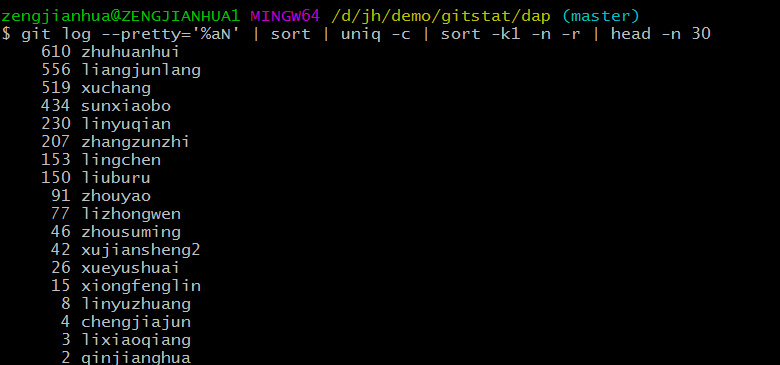 zengjianhua@ZENGJIANHUA1 MINGW64 /d/jh/demo/gitstat/dap (master)
$ git log --pretty='%aN' | sort | uniq -c | sort -k1 -n -r | head -n 30
610 zhuhuanhui
556 liangjunlang
519 xuchang
434 sunxiaobo
230 linyuqian
207 zhangzunzhi
153 lingchen
150 liuburu
91 zhouyao
77 lizhongwen
46 zhousuming
42 xujiansheng2
26 xueyushuai
15 xiongfenglin
8 linyuzhuang
4 chengjiajun
3 lixiaoqiang
2 qinjianghua